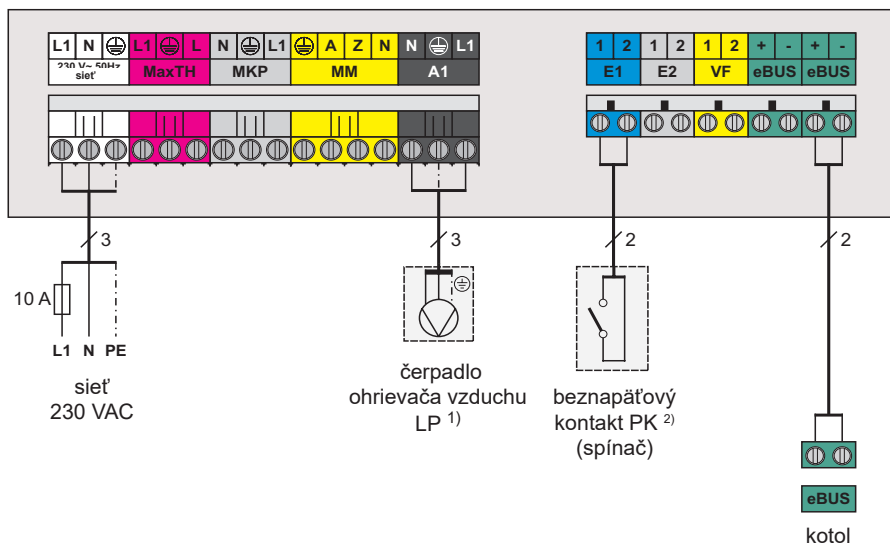 L1 N L1 L N L1 A Z N N L1 1 2 1 2 1 2 + - + -
230 V~ 50Hz
sieť MaxTH MKP MM A1 E1 E2 VF eBUS eBUS
3 3 2 2
10 A
L1 N PE
sieť
230 VAC
čerpadlo
ohrievača vzduchu
LP 1)
beznapäťový
kontakt PK 2)
(spínač)
eBUS
kotol